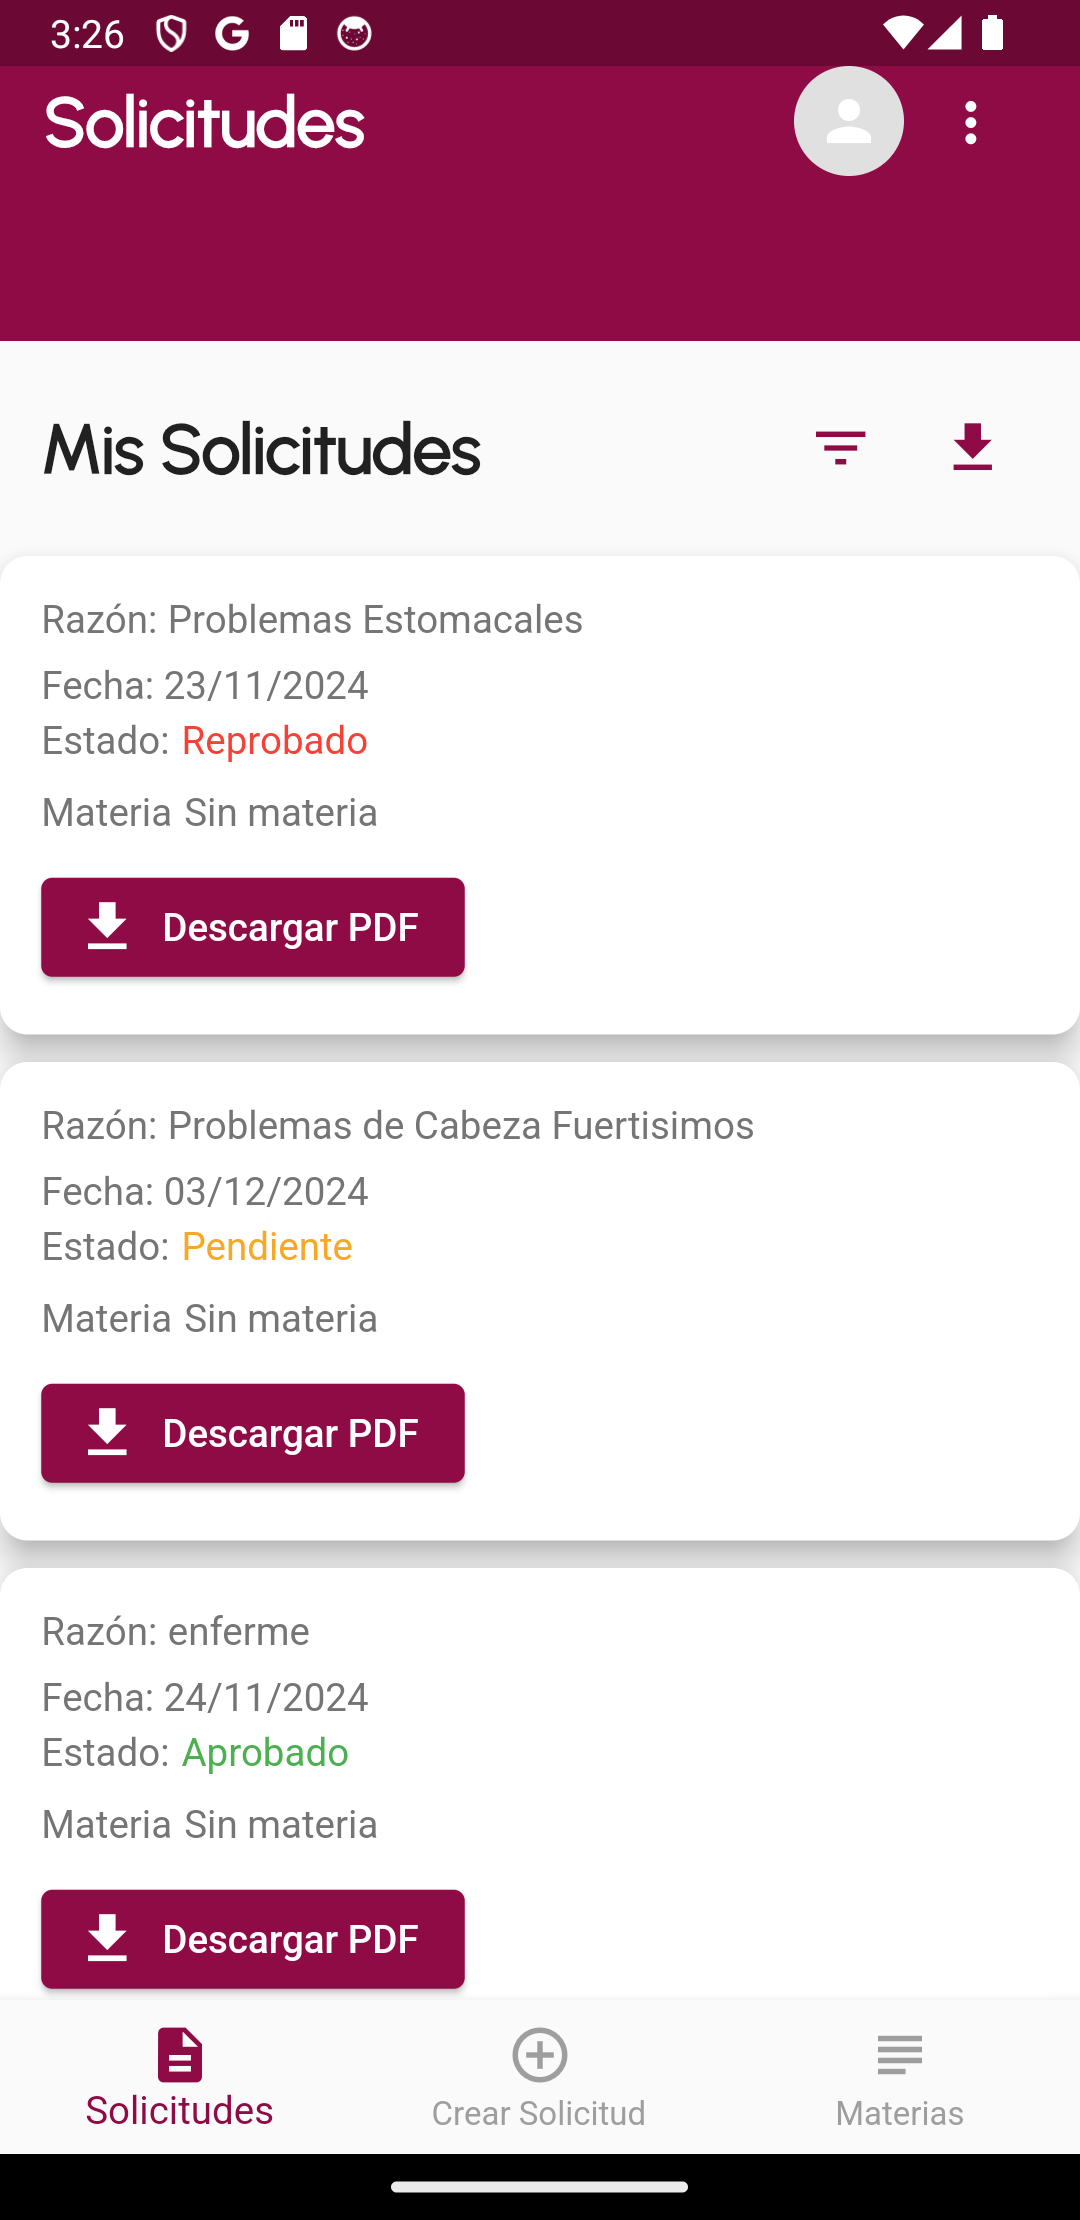 3:26
Solicitudes
Mis Solicitudes
Razón: Problemas Estomacales
Fecha: 23/11/2024
Estado: Reprobado
Materia Sin materia
Descargar PDF
Razón: Problemas de Cabeza Fuertisimos
Fecha: 03/12/2024
Estado: Pendiente
Materia Sin materia
Descargar PDF
Razón: enferme
Fecha: 24/11/2024
Estado: Aprobado
Materia Sin materia
Descargar PDF
Solicitudes
Crear Solicitud
Materias